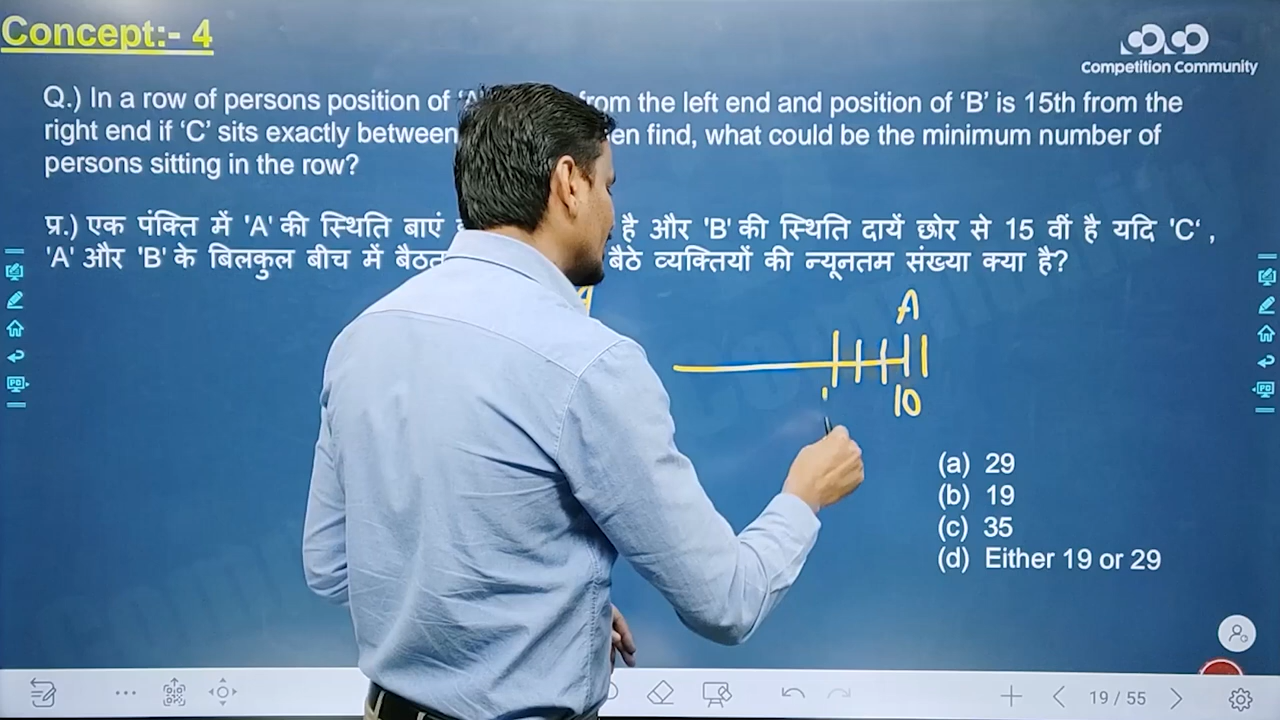 Concept:- 4
Competition Community
Q.) In a row of persons position of from the left end and position of 'B' is 15th from the
right end if 'C' sits exactly between find, what could be the minimum number of
persons sitting in the row?
प्र.) एक पंक्ति में 'A' की स्थिति बाएं है और 'B' की स्थिति दायें छोर से 15 वीं है यदि 'C',
'A' और 'B' के बिलकुल बीच में बैठे व्यक्तियों की न्यूनतम संख्या क्या है?
A
10
(a) 29
(b) 19
(c) 35
(d) Either 19 or 29
19 / 55